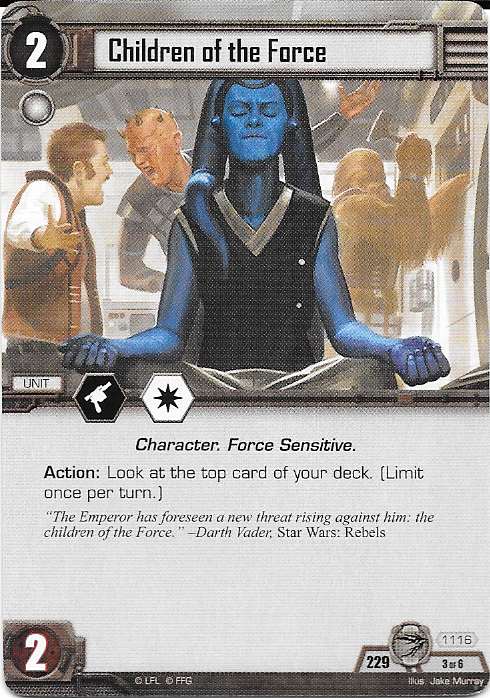 2
Children of the Force
UNIT
Character. Force Sensitive.
Action: Look at the top card of your deck. (Limit
once per turn.)
“The Emperor has foreseen a new threat rising against him: the
children of the Force.” –Darth Vader, Star Wars: Rebels
2
1116
229
3 OF 6
© LFL © FFG
Illus. Jake Murray